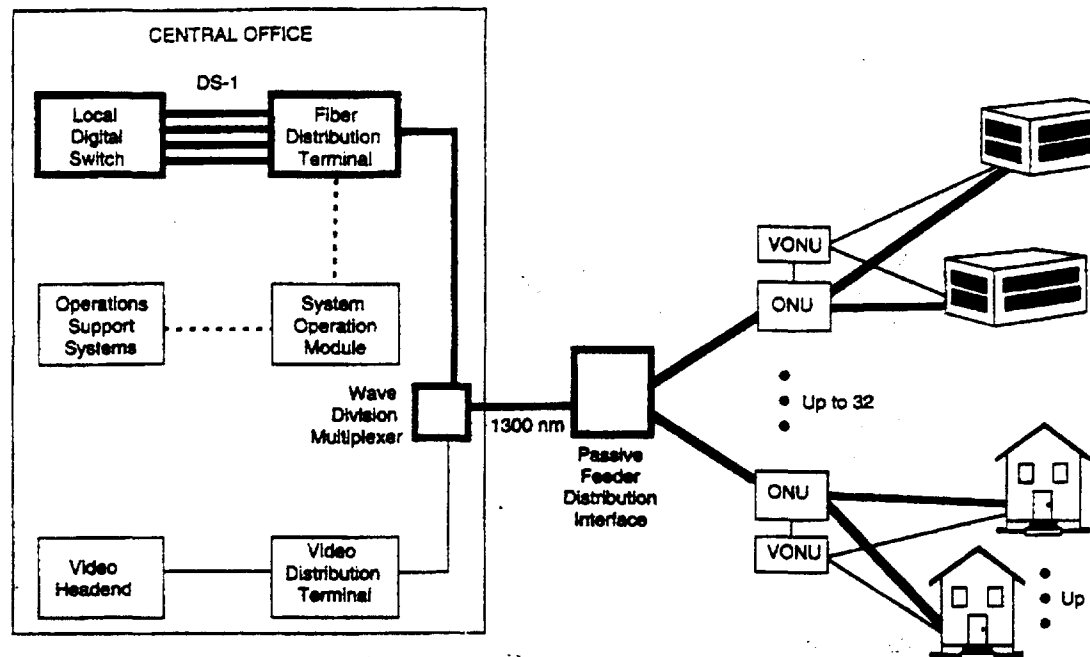 CENTRAL OFFICE
DS-1
Local
Digital
Switch
Fiber
Distribution
Terminal
Operations
Support
Systems
System
Operation
Module
Wave
Division
Multiplexer
1300 nm
Passive
Feeder
Distribution
Interface
Video
Headend
Video
Distribution
Terminal
VONU
ONU
Up to 32
ONU
VONU
Up